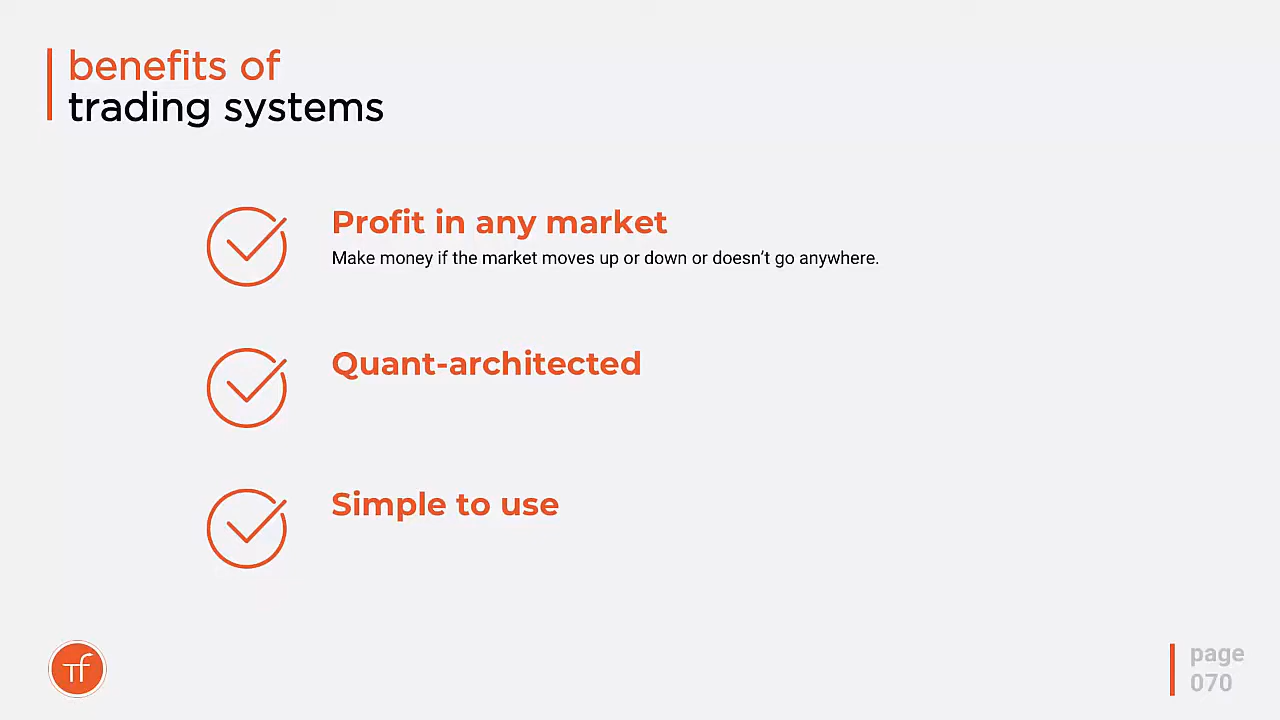 benefits of
trading systems
Profit in any market
Make money if the market moves up or down or doesn’t go anywhere.
Quant-architected
Simple to use
TF
page
070